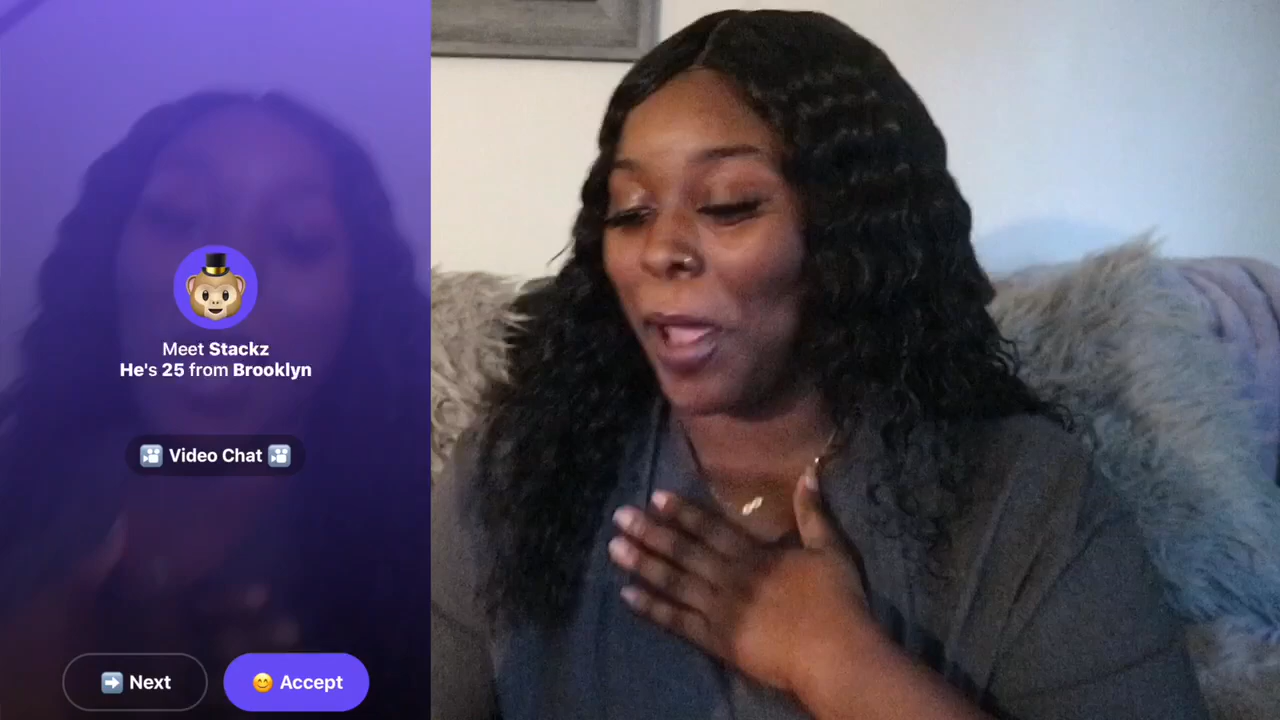 Meet Stackz
He's 25 from Brooklyn
🎦 Video Chat 🎦
➡️ Next
😊 Accept